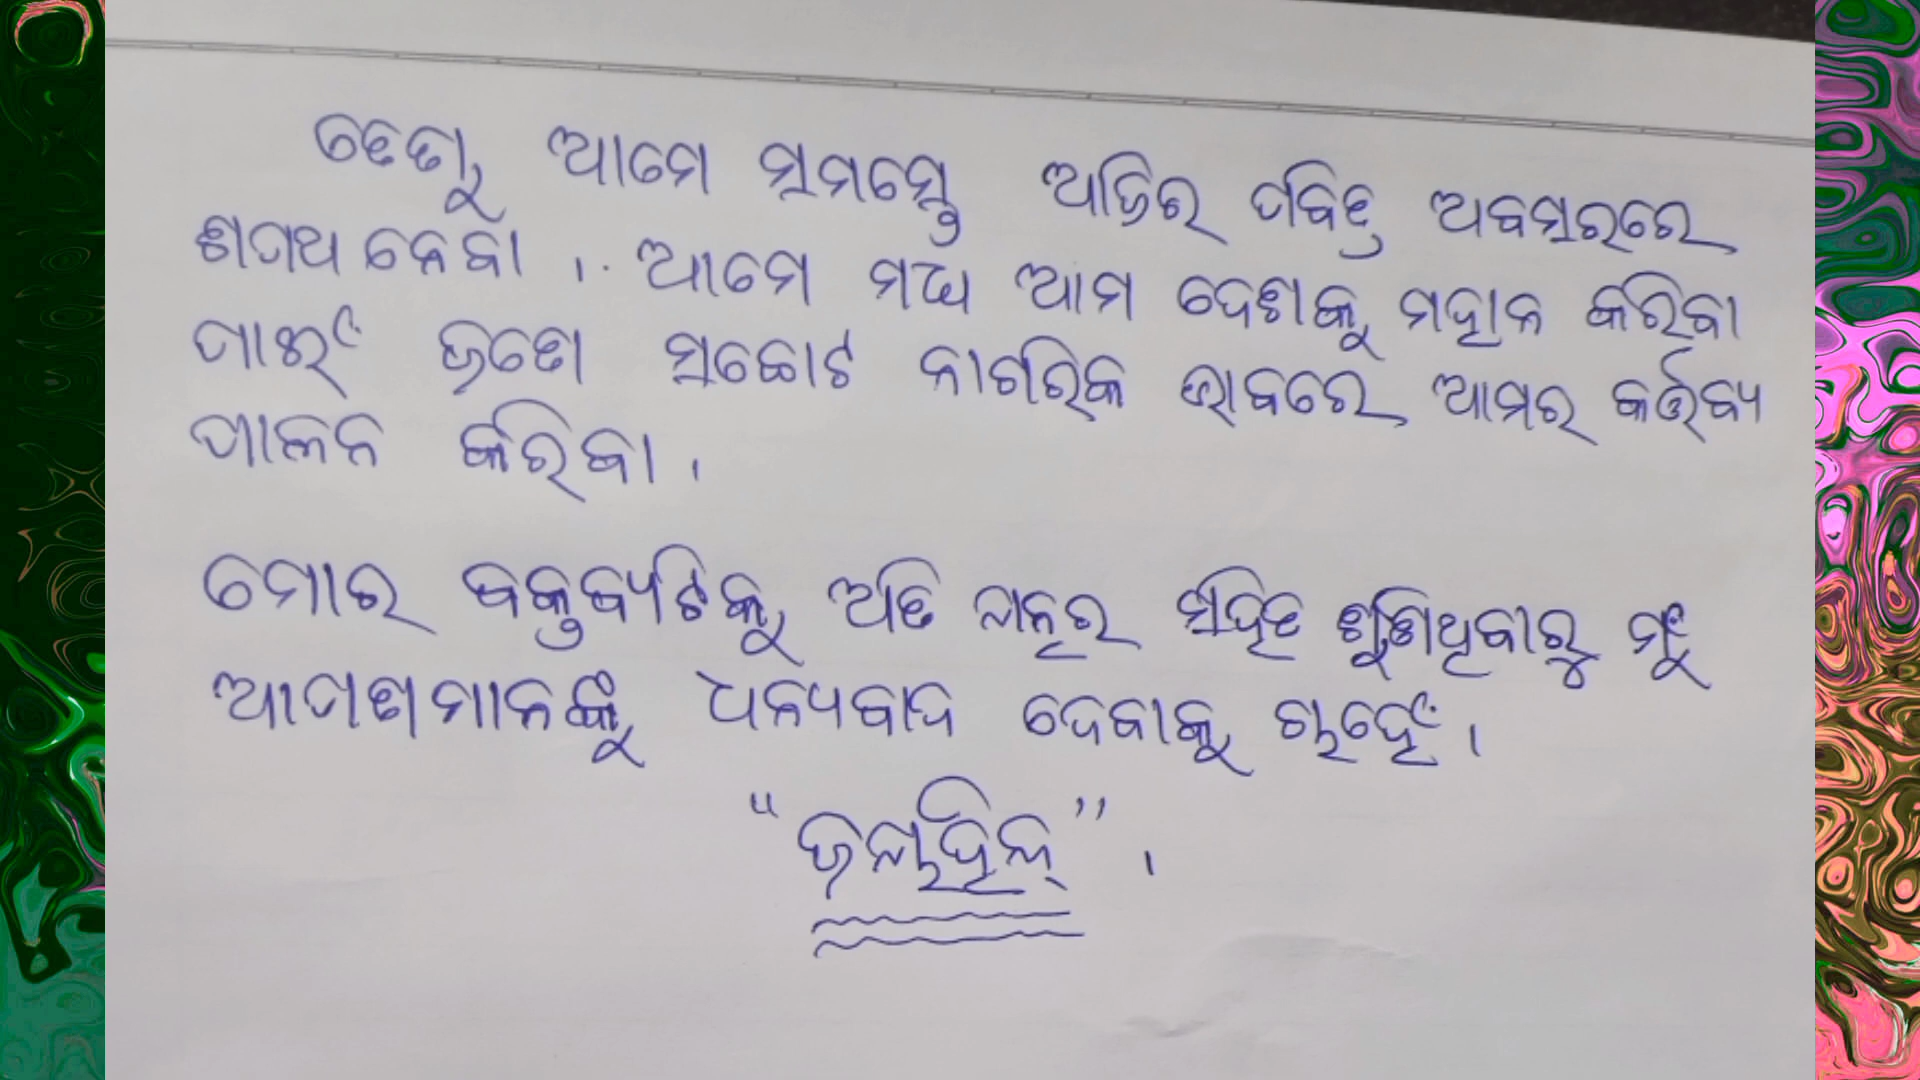 ତେଣୁ ଆମେ ସମସ୍ତେ ଆଜିର ପବିତ୍ର ଅବସରରେ
ଶପଥ ନେବା । ଆମେ ମଧ୍ୟ ଆମ ଦେଶକୁ ମହାନ କରିବା
ପାଇଁ ଜଣେ ସଚ୍ଚୋଟ ନାଗରିକ ଭାବରେ ଆମର କର୍ତ୍ତବ୍ୟ
ପାଳନ କରିବା ।
ମୋର ବକ୍ତବ୍ୟଟିକୁ ଅତି ସହିତ ଶୁଣିଥିବାରୁ ମୁଁ
ଆପଣମାନଙ୍କୁ ଧନ୍ୟବାଦ ଦେବାକୁ ଚାହେଁ ।
"ଜୟହିନ୍ଦ୍" ।